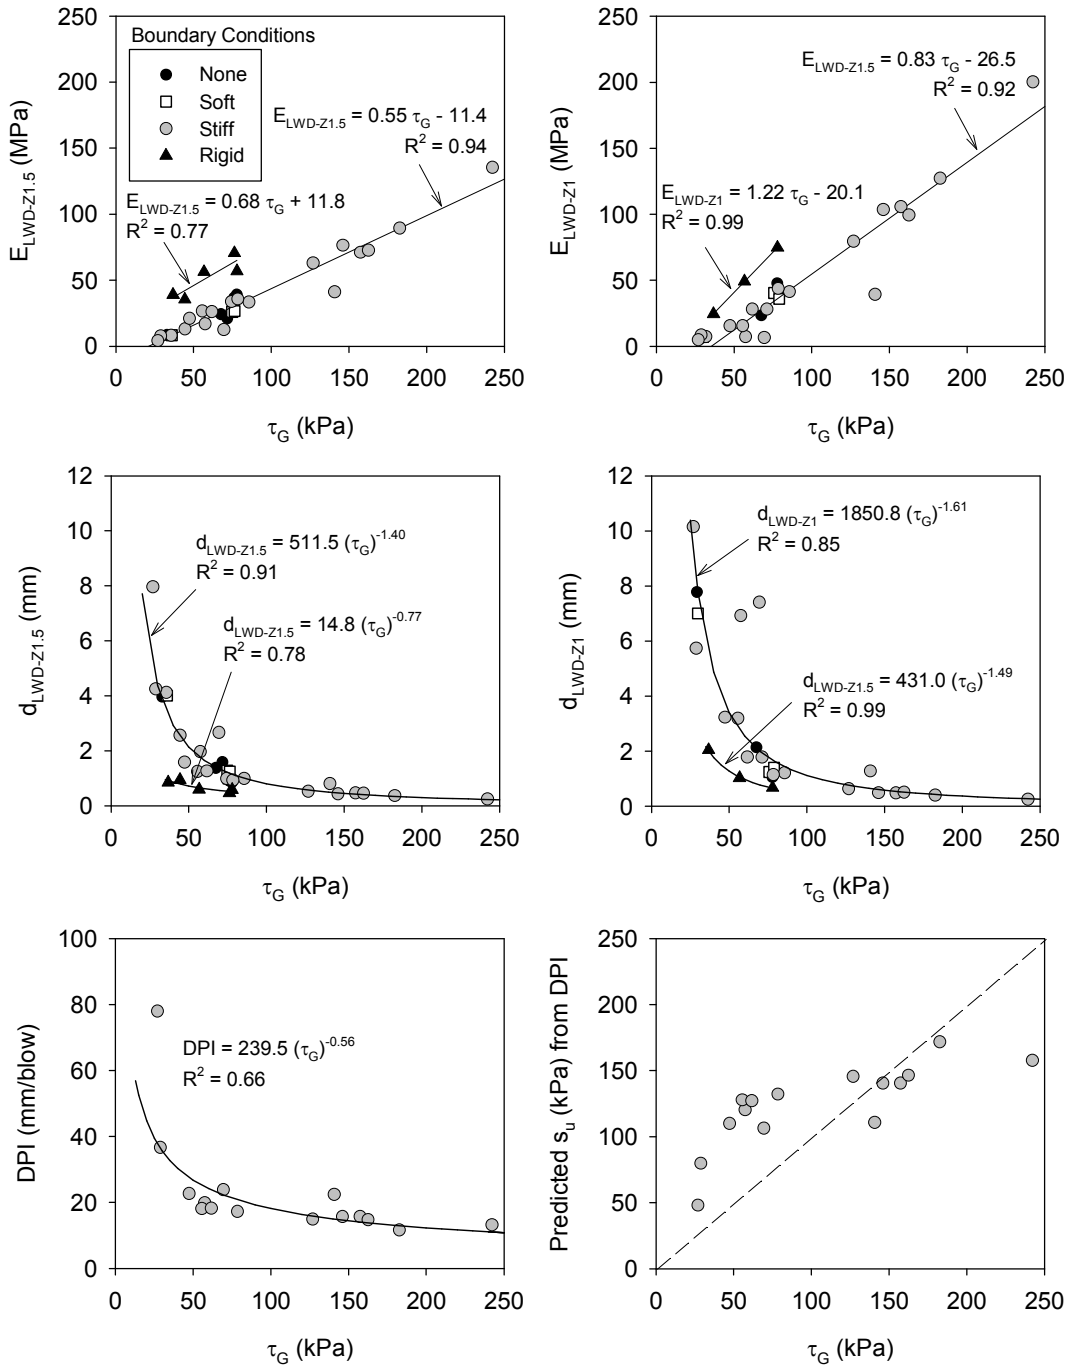 Boundary Conditions
None
Soft
Stiff
Rigid
E_LWD-Z1.5 = 0.55 τ_G - 11.4
R² = 0.94
E_LWD-Z1.5 = 0.68 τ_G + 11.8
R² = 0.77
E_LWD-Z1.5 (MPa)
250
200
150
100
50
0
0 50 100 150 200 250
τ_G (kPa)
E_LWD-Z1.5 = 0.83 τ_G - 26.5
R² = 0.92
E_LWD-Z1 = 1.22 τ_G - 20.1
R² = 0.99
E_LWD-Z1 (MPa)
250
200
150
100
50
0
0 50 100 150 200 250
τ_G (kPa)
d_LWD-Z1.5 = 511.5 (τ_G)^-1.40
R² = 0.91
d_LWD-Z1.5 = 14.8 (τ_G)^-0.77
R² = 0.78
d_LWD-Z1.5 (mm)
12
10
8
6
4
2
0
0 50 100 150 200 250
τ_G (kPa)
d_LWD-Z1 = 1850.8 (τ_G)^-1.61
R² = 0.85
d_LWD-Z1.5 = 431.0 (τ_G)^-1.49
R² = 0.99
d_LWD-Z1 (mm)
12
10
8
6
4
2
0
0 50 100 150 200 250
τ_G (kPa)
DPI = 239.5 (τ_G)^-0.56
R² = 0.66
DPI (mm/blow)
100
80
60
40
20
0
0 50 100 150 200 250
τ_G (kPa)
Predicted s_u (kPa) from DPI
250
200
150
100
50
0
0 50 100 150 200 250
τ_G (kPa)